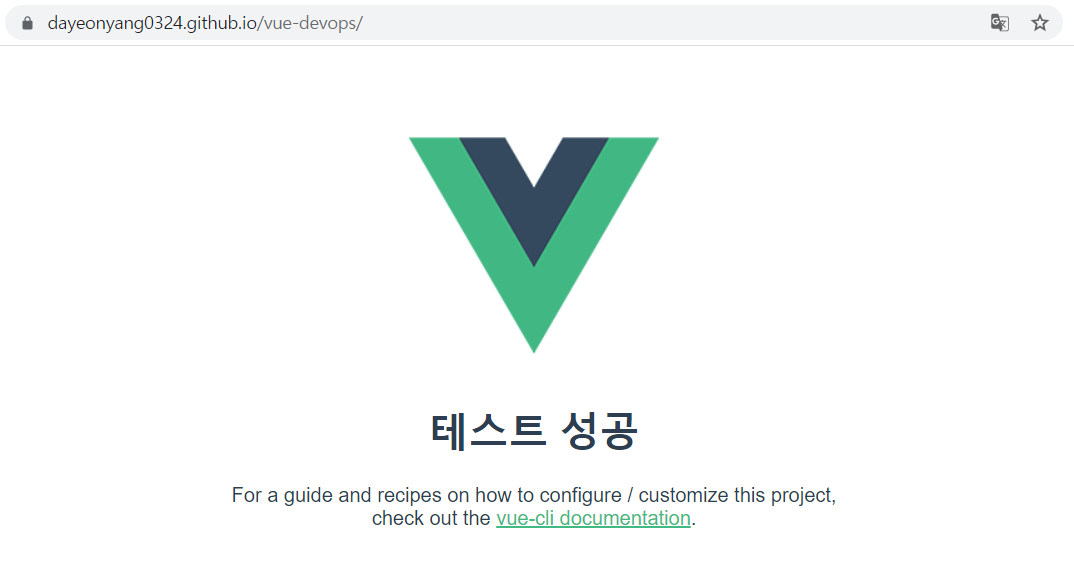 dayeonyang0324.github.io/vue-devops/
테스트 성공
For a guide and recipes on how to configure / customize this project,
check out the vue-cli documentation.